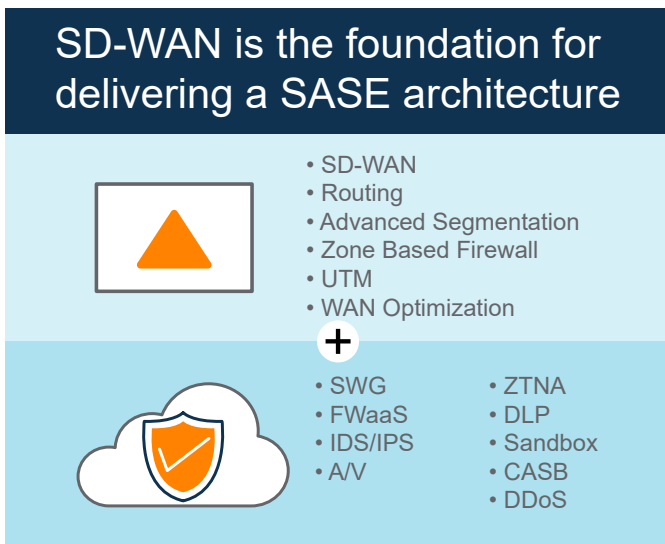 SD-WAN is the foundation for
delivering a SASE architecture
• SD-WAN
• Routing
• Advanced Segmentation
• Zone Based Firewall
• UTM
• WAN Optimization
+
• SWG
• FWaaS
• IDS/IPS
• A/V
• ZTNA
• DLP
• Sandbox
• CASB
• DDoS